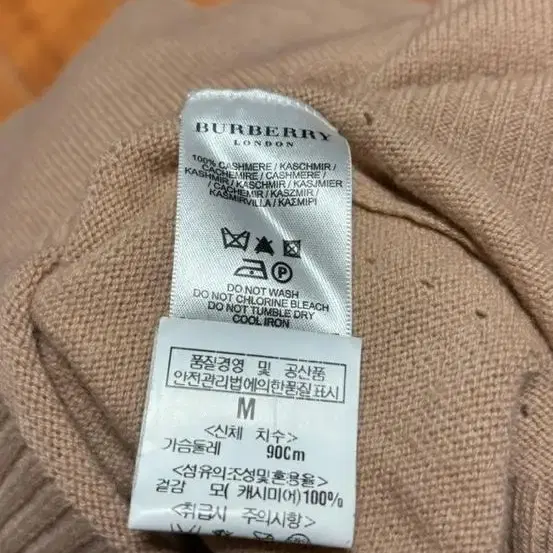 BURBERRY
LONDON
100% CASHMERE / KASCHMIR /
CACHEMIRE / CASHMERE /
KASHMIR / KASCHMIR / KASJMIER
/ CACHEMIR / KASZMIR /
KASMIRVILLA / ΚΑΣΜΙΡΙ
P
DO NOT WASH
DO NOT CHLORINE BLEACH
DO NOT TUMBLE DRY
COOL IRON
품질경영 및 공산품
안전관리법에의한품질표시
M
<신체 치수>
가슴둘레 90Cm
<섬유의조성및혼용율>
겉감 모( 캐시미어)100%
<취급시 주의사항>